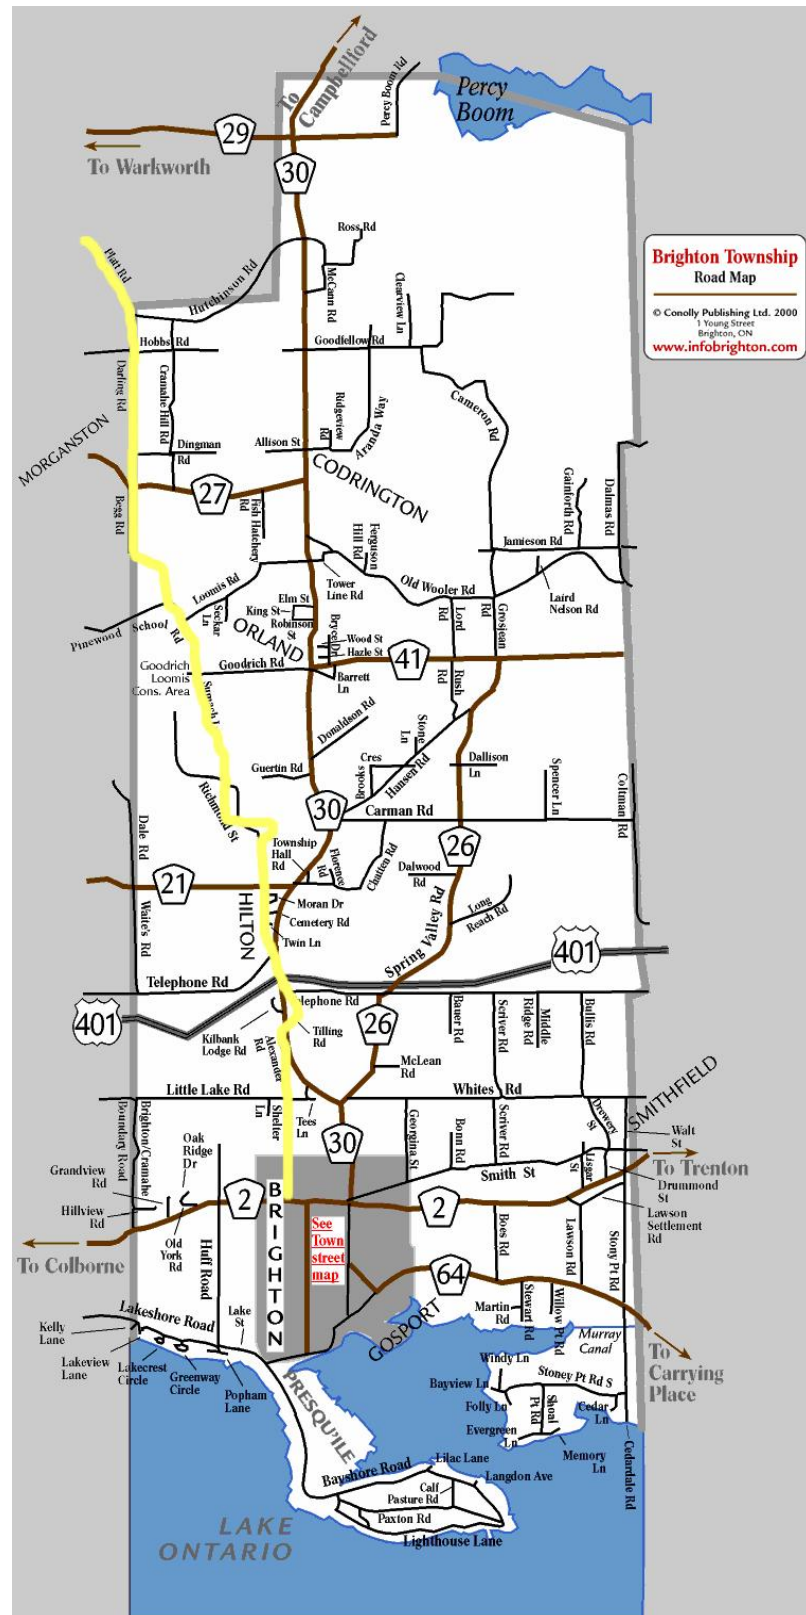 To
Campbellford
Percy Boom Rd
Percy
Boom
29
To Warkworth
30
Brighton Township
Road Map
© Conolly Publishing Ltd. 2000
1 Young Street
Brighton, ON
www.infobrighton.com
Platt Rd
Hutchinson Rd
Ross Rd
McCann Rd
Clearview Ln
Hobbs Rd
Goodfellow Rd
Darling Rd
Cramahe Hill Rd
Ridgeview
Rd
Aranda Way
Cameron Rd
MORGANSTON
Dingman
Rd
Allison St
CODRINGTON
27
Begg Rd
Fish Hatchery
Rd
Ferguson
Hill Rd
Gainforth Rd
Dalmas Rd
Jamieson Rd
Loomis Rd
Tower
Line Rd
Old Wooler Rd
Laird
Nelson Rd
Pinewood School Rd
Seckar
Ln
Elm St
King St
Robinson
St
ORLAND
Bryce Dr
Wood St
Hazle St
Lord
Rd
Grosjean
Rd
41
Goodrich
Loomis
Cons. Area
Goodrich Rd
Barrett
Ln
Rush
Rd
Donaldson Rd
Stone
Ln
Guertin Rd
Brooks
Cres
Hansen Rd
Dallison
Ln
Spencer Ln
Coltman Rd
Richmond St
30
Carman Rd
Dale Rd
Township
Hall
Rd
Florence
Rd
Chatten Rd
26
Dalwood
Rd
21
HILTON
Moran Dr
Cemetery Rd
Twin Ln
Long
Reach Rd
Spring Valley Rd
Waite's Rd
401
Telephone Rd
Telephone Rd
401
Kilbank
Lodge Rd
Tilling
Rd
Alexander
Rd
26
Bauer Rd
Scriver Rd
Middle
Ridge Rd
Bullis Rd
McLean
Rd
Little Lake Rd
Whites Rd
SMITHFIELD
Boundary Road
Brighton/Cramahe
Shelter
Ln
Tees
Ln
30
Georgina St
Bonn Rd
Scriver Rd
Drewery
St
Walt
St
Oak
Ridge
Dr
Grandview
Rd
Smith St
Lisgar
St
To Trenton
Drummond
St
Hillview
Rd
2
2
Lawson
Settlement
Rd
Old
York
Rd
Huff Road
BRIGHTON
See
Town
street
map
Boes Rd
Lawson Rd
Stony Pt Rd
To Colborne
64
Lakeshore Road
Lake
St
GOSPORT
Martin
Rd
Stewart Rd
Willow Pt Rd
Murray
Canal
To
Carrying
Place
Kelly
Lane
Lakeview
Lane
Lakecrest
Circle
Greenway
Circle
Popham
Lane
Windy Ln
Stoney Pt Rd S
Bayview Ln
Folly Ln
Shoal
Pt Rd
Cedar
Ln
Evergreen
Ln
Memory
Ln
Cedardale Rd
PRESQU'ILE
Bayshore Road
Lilac Lane
Langdon Ave
Calf
Pasture Rd
Paxton Rd
Lighthouse Lane
LAKE
ONTARIO